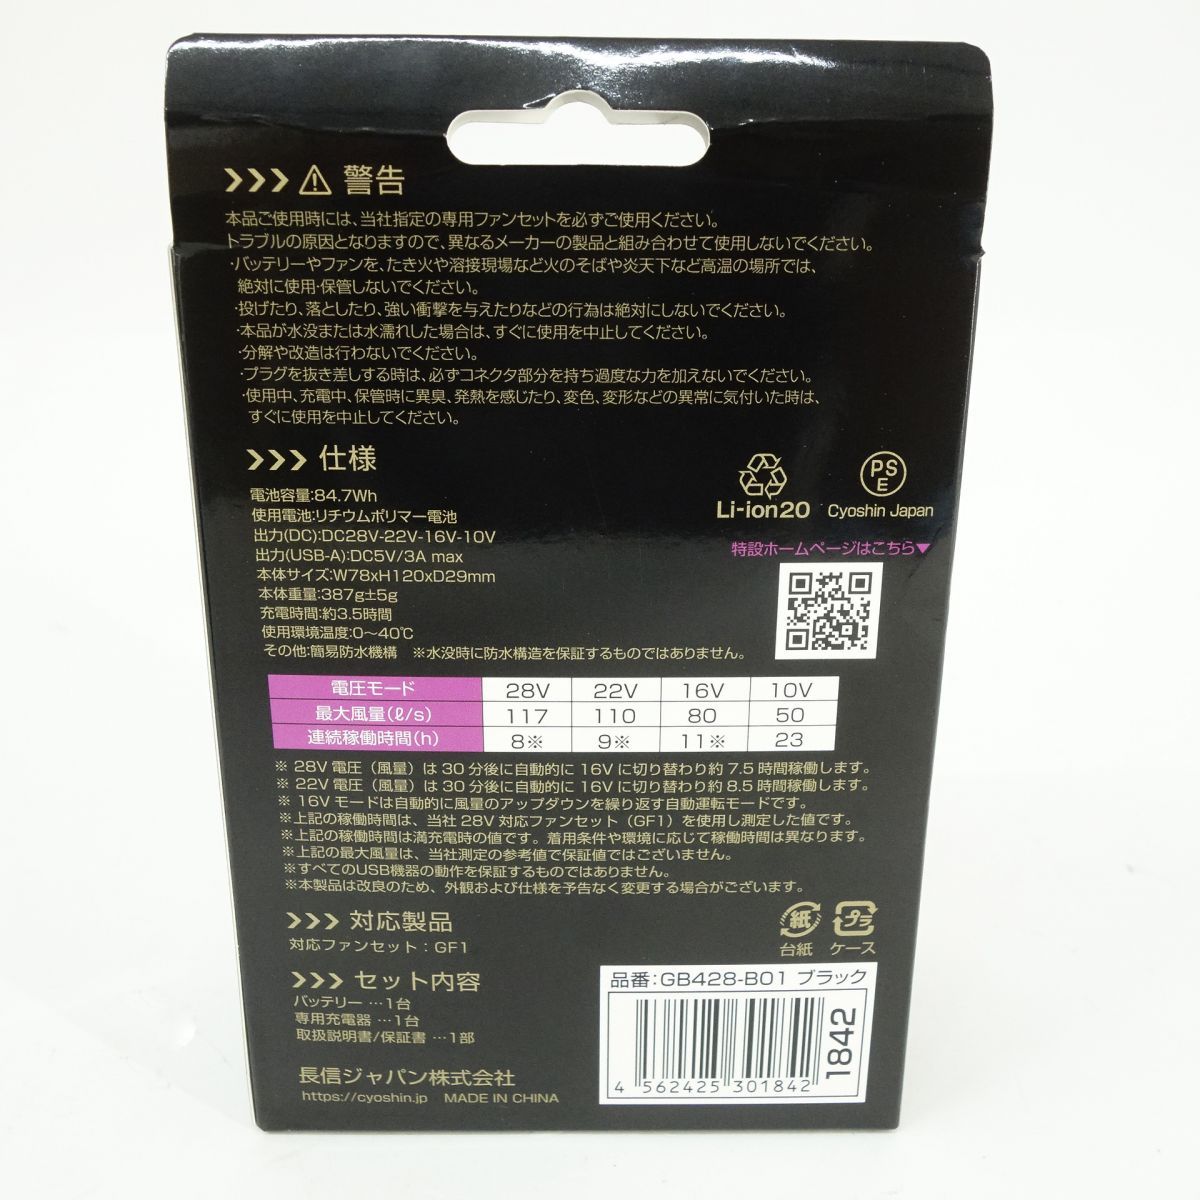 警告
本品ご使用時には、当社指定の専用ファンセットを必ずご使用ください。
トラブルの原因となりますので、異なるメーカーの製品と組み合わせて使用しないでください。
・バッテリーやファンを、たき火や溶接現場など火のそばや炎天下など高温の場所では、
絶対に使用・保管しないでください。
・投げたり、落としたり、強い衝撃を与えたりなどの行為は絶対にしないでください。
・本品が水没または水濡れした場合は、すぐに使用を中止してください。
・分解や改造は行わないでください。
・プラグを抜き差しする時は、必ずコネクタ部分を持ち過度な力を加えないでください。
・使用中、充電中、保管時に異臭、発熱を感じたり、変色、変形などの異常に気付いた時は、
すぐに使用を中止してください。
仕様
電池容量:84.7Wh
使用電池:リチウムポリマー電池
出力(DC):DC28V-22V-16V-10V
出力(USB-A):DC5V/3A max
本体サイズ:W78xH120xD29mm
本体重量:387g±5g
充電時間:約3.5時間
使用環境温度:0～40℃
その他:簡易防水機構 ※水没時に防水構造を保証するものではありません。
Li-ion20
PSE
Cyoshin Japan
特設ホームページはこちら▼
電圧モード 28V 22V 16V 10V
最大風量(ℓ/s) 117 110 80 50
連続稼働時間(h) 8※ 9※ 11※ 23
※ 28V 電圧（風量）は 30 分後に自動的に 16V に切り替わり約 7.5 時間稼働します。
※ 22V 電圧（風量）は 30 分後に自動的に 16V に切り替わり約 8.5 時間稼働します。
※ 16V モードは自動的に風量のアップダウンを繰り返す自動運転モードです。
※上記の稼働時間は、当社 28V 対応ファンセット（GF1）を使用し測定した値です。
※上記の稼働時間は満充電時の値です。着用条件や環境に応じて稼働時間は異なります。
※上記の最大風量は、当社測定の参考値で保証値ではございません。
※すべてのUSB機器の動作を保証するものではありません。
※本製品は改良のため、外観および仕様を予告なく変更する場合がございます。
対応製品
対応ファンセット：GF1
紙
台紙
プラ
ケース
セット内容
バッテリー …1台
専用充電器 …1台
取扱説明書/保証書 …1部
長信ジャパン株式会社
https://cyoshin.jp MADE IN CHINA
品番:GB428-B01 ブラック
4 562425 301842
1842